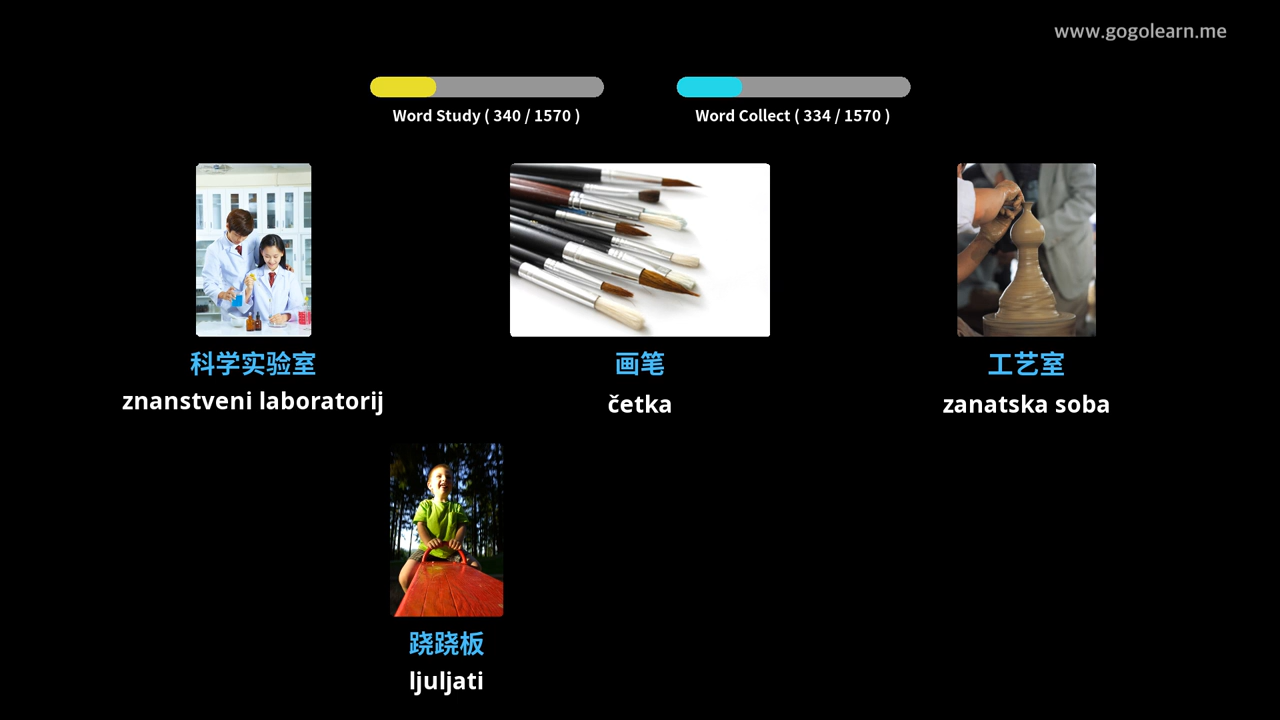 www.gogolearn.me
Word Study ( 340 / 1570 )
Word Collect ( 334 / 1570 )
科学实验室
znanstveni laboratorij
画笔
četka
工艺室
zanatska soba
跷跷板
ljuljati